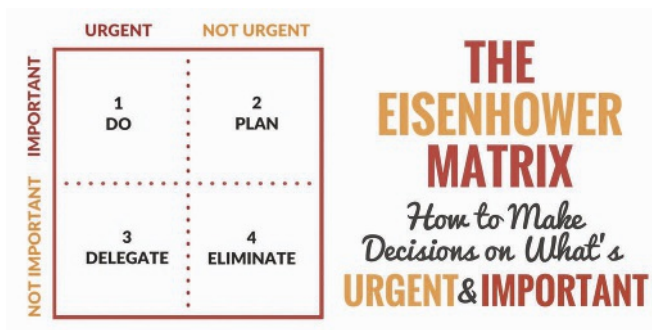 URGENT NOT URGENT
IMPORTANT
NOT IMPORTANT
1
DO
2
PLAN
3
DELEGATE
4
ELIMINATE
THE
EISENHOWER
MATRIX
How to Make
Decisions on What's
URGENT & IMPORTANT